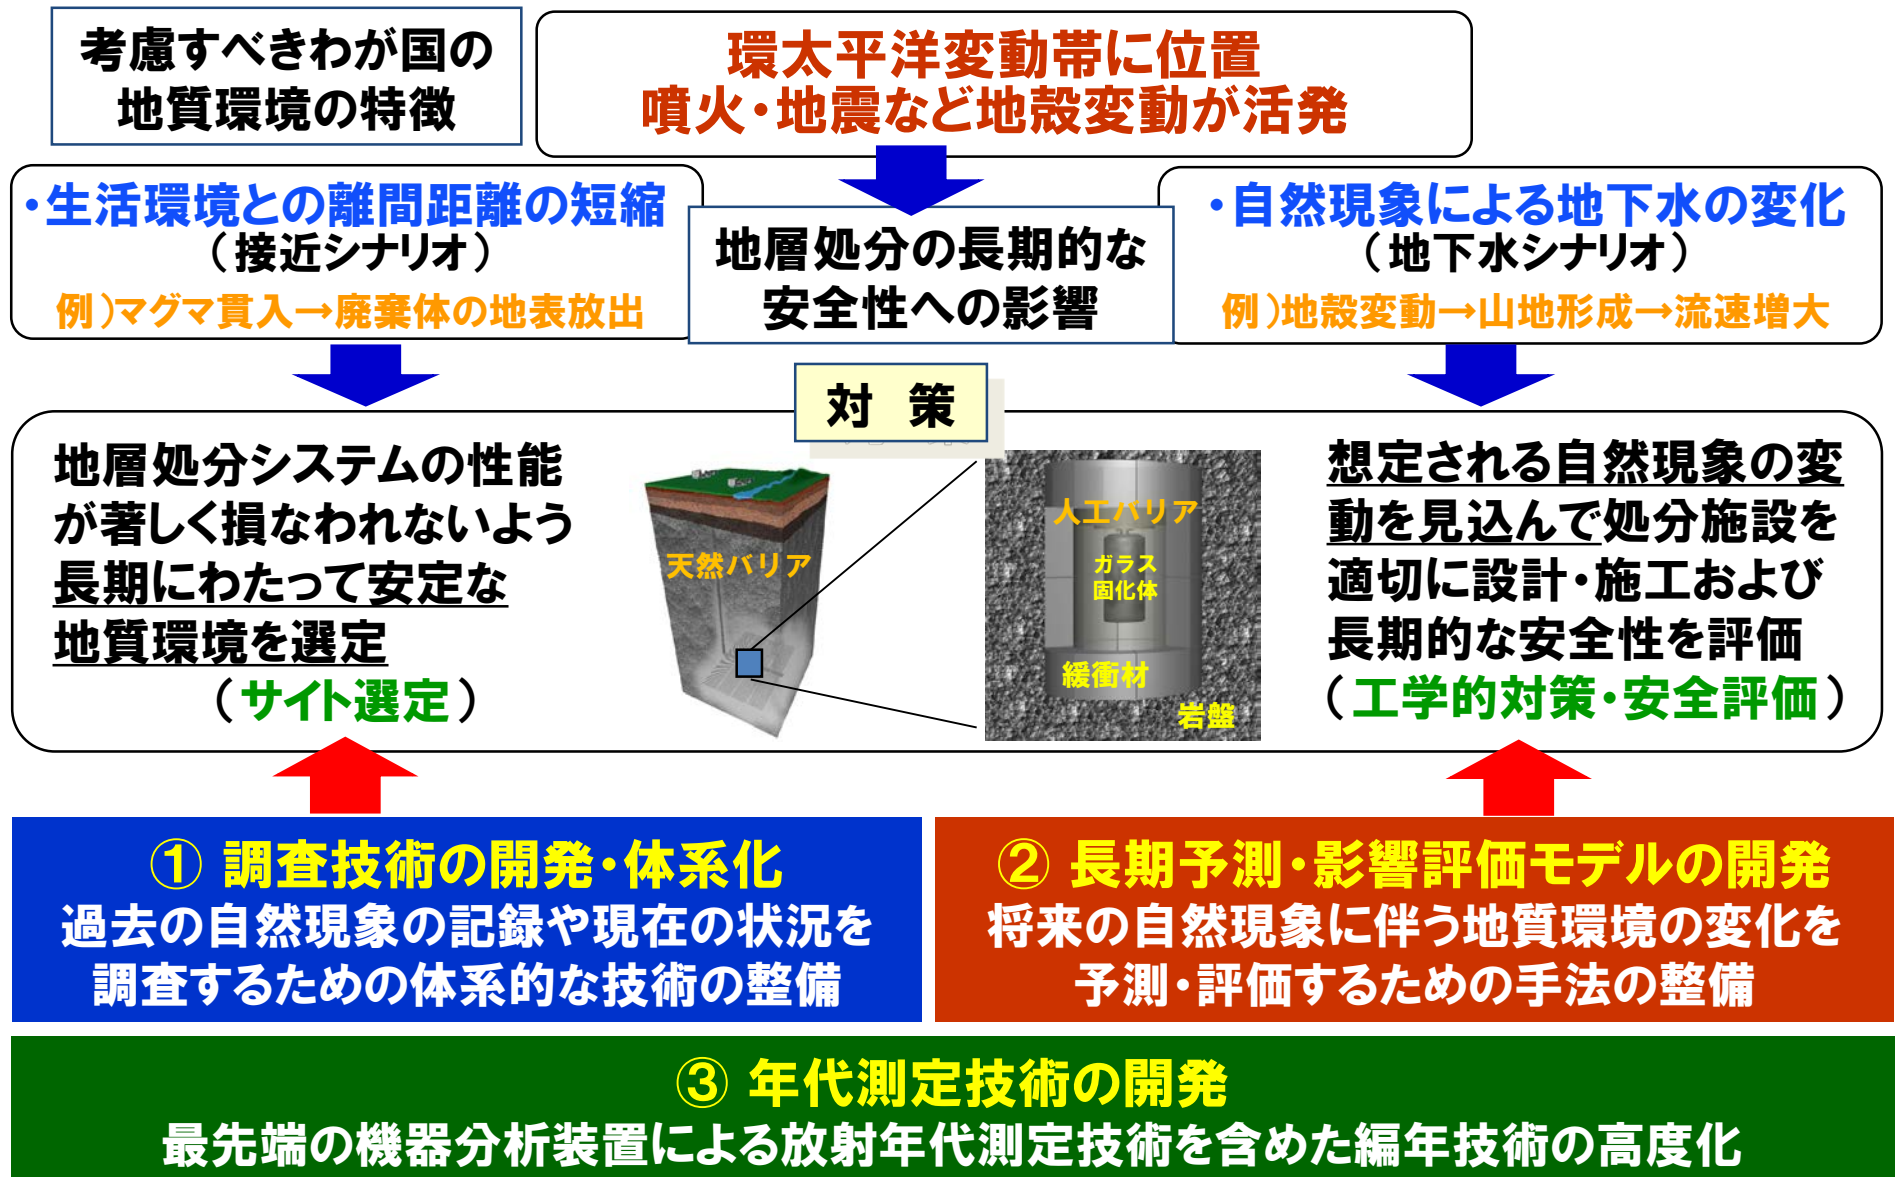 考慮すべきわが国の
地質環境の特徴
環太平洋変動帯に位置
噴火・地震など地殻変動が活発
・生活環境との離間距離の短縮
（接近シナリオ）
例）マグマ貫入→廃棄体の地表放出
地層処分の長期的な
安全性への影響
・自然現象による地下水の変化
（地下水シナリオ）
例）地殻変動→山地形成→流速増大
対 策
地層処分システムの性能
が著しく損なわれないよう
長期にわたって安定な
地質環境を選定
（サイト選定）
天然バリア
人工バリア
ガラス
固化体
緩衝材
岩盤
想定される自然現象の変
動を見込んで処分施設を
適切に設計・施工および
長期的な安全性を評価
（工学的対策・安全評価）
① 調査技術の開発・体系化
過去の自然現象の記録や現在の状況を
調査するための体系的な技術の整備
② 長期予測・影響評価モデルの開発
将来の自然現象に伴う地質環境の変化を
予測・評価するための手法の整備
③ 年代測定技術の開発
最先端の機器分析装置による放射年代測定技術を含めた編年技術の高度化